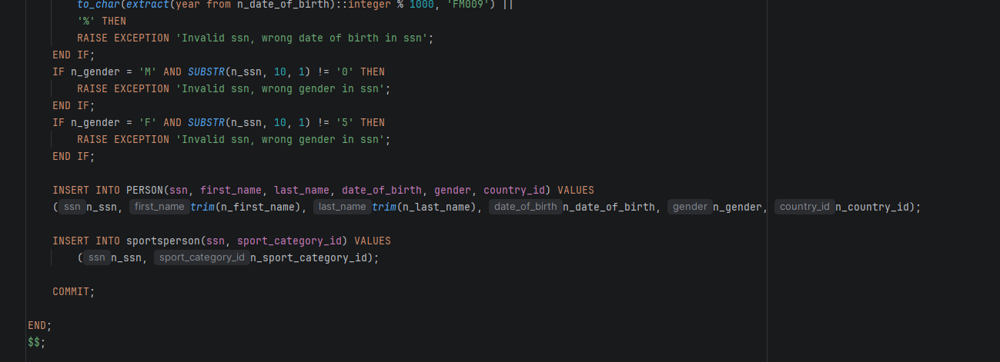 to_char(extract(year from n_date_of_birth)::integer % 1000, 'FM009') ||
'%' THEN
RAISE EXCEPTION 'Invalid ssn, wrong date of birth in ssn';
END IF;
IF n_gender = 'M' AND SUBSTR(n_ssn, 10, 1) != '0' THEN
RAISE EXCEPTION 'Invalid ssn, wrong gender in ssn';
END IF;
IF n_gender = 'F' AND SUBSTR(n_ssn, 10, 1) != '5' THEN
RAISE EXCEPTION 'Invalid ssn, wrong gender in ssn';
END IF;
INSERT INTO PERSON(ssn, first_name, last_name, date_of_birth, gender, country_id) VALUES
( ssn n_ssn, first_name trim(n_first_name), last_name trim(n_last_name), date_of_birth n_date_of_birth, gender n_gender, country_id n_country_id);
INSERT INTO sportsperson(ssn, sport_category_id) VALUES
( ssn n_ssn, sport_category_id n_sport_category_id);
COMMIT;
END;
$$;